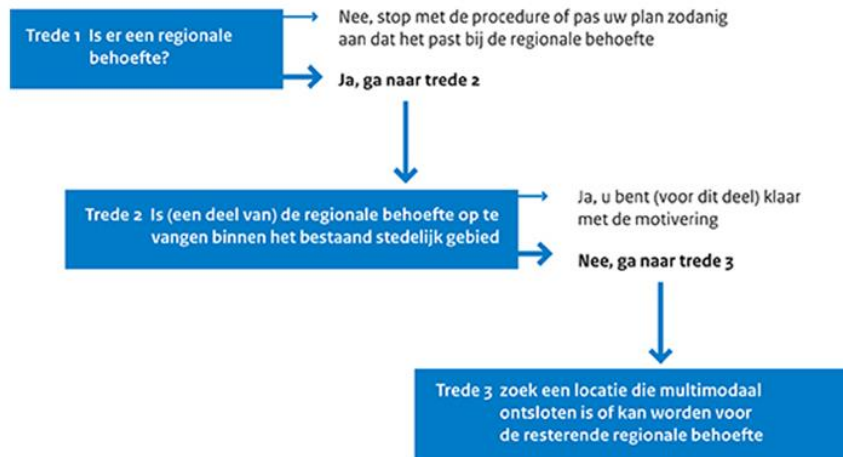 Trede 1 Is er een regionale
behoefte?
Nee, stop met de procedure of pas uw plan zodanig
aan dat het past bij de regionale behoefte
Ja, ga naar trede 2
Trede 2 Is (een deel van) de regionale behoefte op te
vangen binnen het bestaand stedelijk gebied
Ja, u bent (voor dit deel) klaar
met de motivering
Nee, ga naar trede 3
Trede 3 zoek een locatie die multimodaal
ontsloten is of kan worden voor
de resterende regionale behoefte